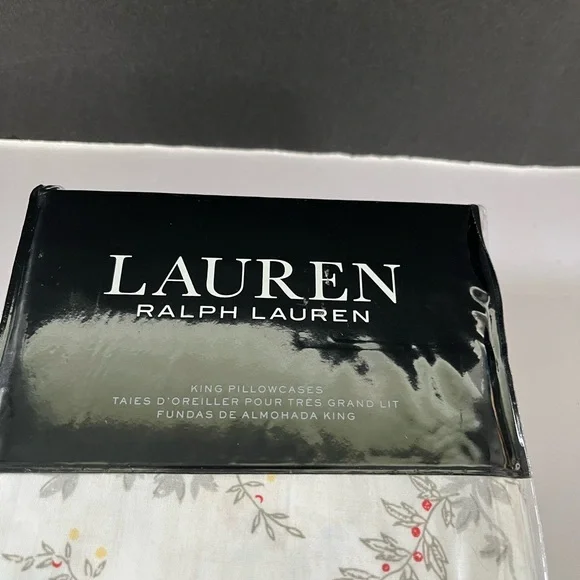 LAUREN
RALPH LAUREN
KING PILLOWCASES
TAIES D'OREILLER POUR TRES GRAND LIT
FUNDAS DE ALMOHADA KING